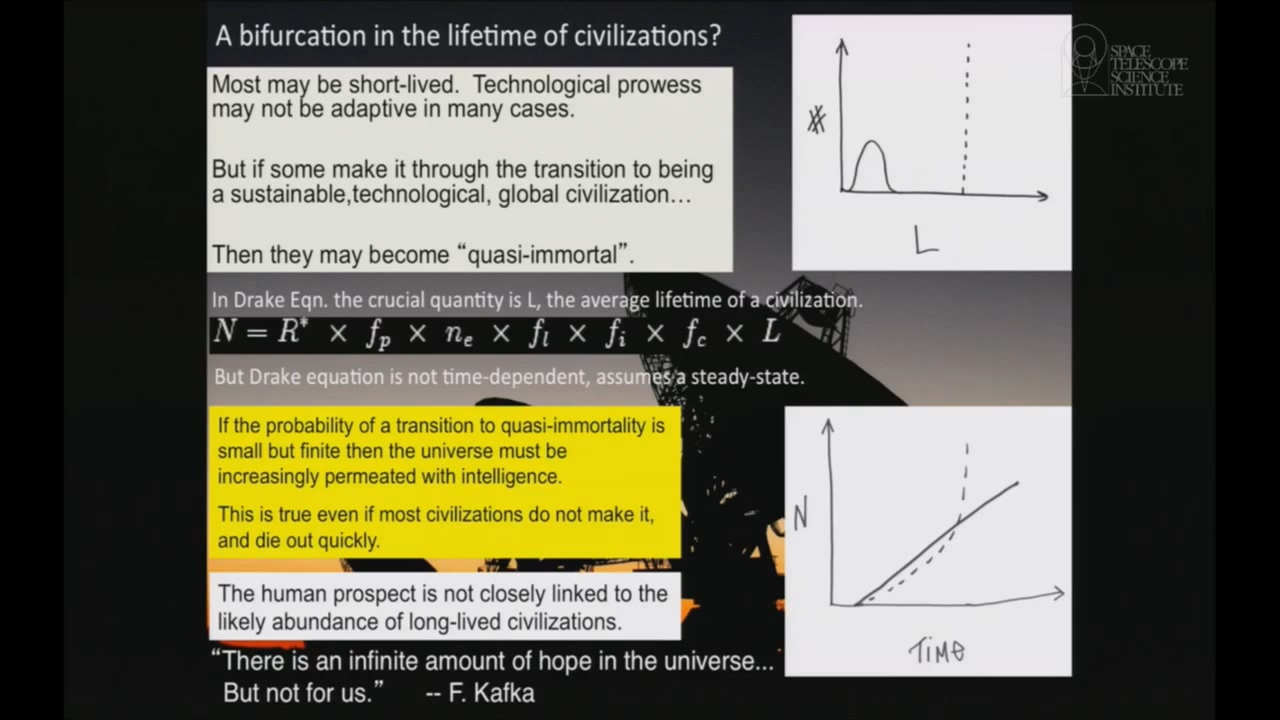 A bifurcation in the lifetime of civilizations?
Most may be short-lived. Technological prowess
may not be adaptive in many cases.
But if some make it through the transition to being
a sustainable,technological, global civilization...
Then they may become “quasi-immortal”.
#
L
SPACE
TELESCOPE
SCIENCE
INSTITUTE
In Drake Eqn. the crucial quantity is L, the average lifetime of a civilization.
N = R* × fp × ne × fl × fi × fc × L
But Drake equation is not time-dependent, assumes a steady-state.
If the probability of a transition to quasi-immortality is
small but finite then the universe must be
increasingly permeated with intelligence.
This is true even if most civilizations do not make it,
and die out quickly.
The human prospect is not closely linked to the
likely abundance of long-lived civilizations.
“There is an infinite amount of hope in the universe...
But not for us.” -- F. Kafka
N
TIME